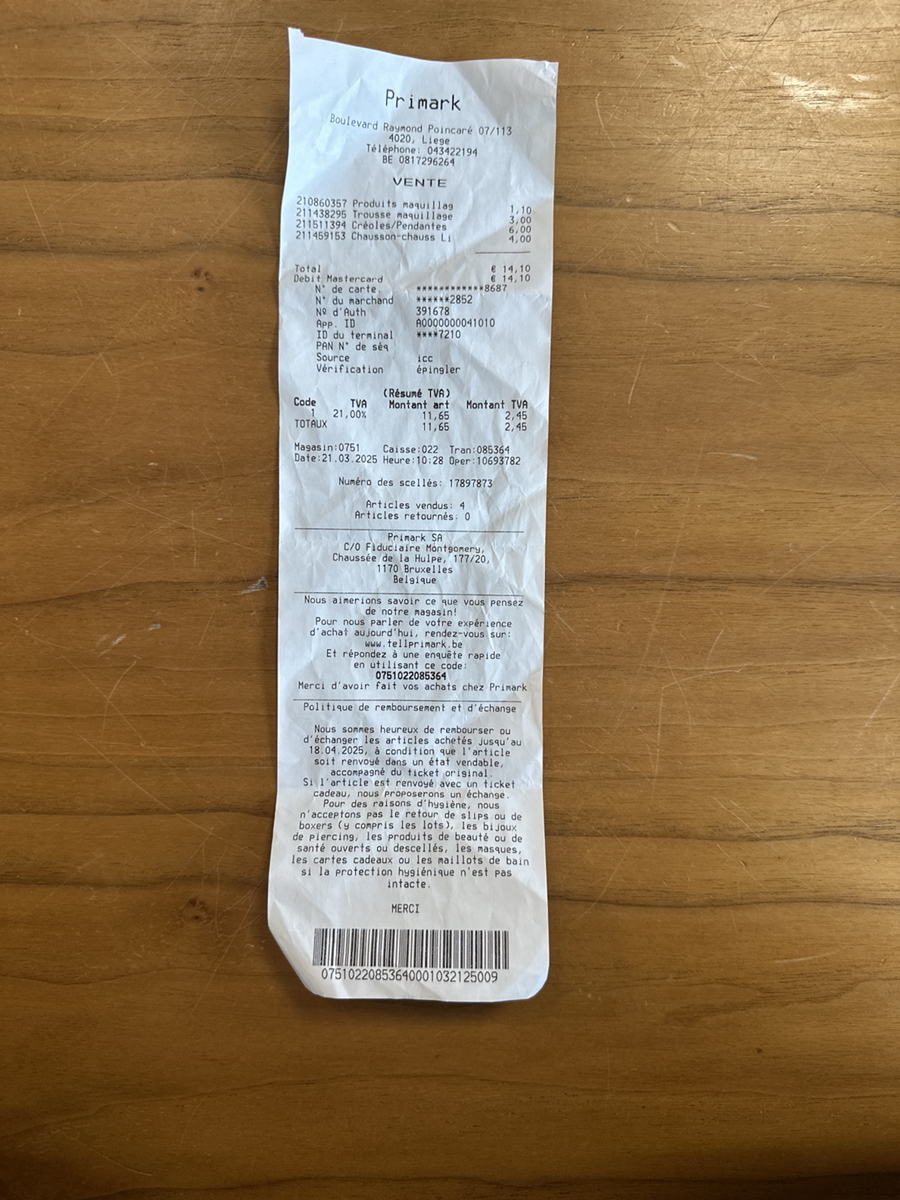 Primark
Boulevard Raymond Poincaré 07/113
4020, Liege
Téléphone: 043422194
BE 0817296264
VENTE
210860357 Produits maquillag 1,10
211438295 Trousse maquillage 3,00
211511394 Créoles/Pendantes 6,00
211459153 Chausson-chauss Li 4,00
Total € 14,10
Debit Mastercard € 14,10
N° de carte ************8687
N° du marchand ******2852
Nº d'Auth 391678
App. ID A0000000041010
ID du terminal ****7210
PAN N° de séq
Source icc
Vérification épingler
(Résumé TVA)
Code TVA Montant art Montant TVA
1 21,00% 11,65 2,45
TOTAUX 11,65 2,45
Magasin:0751 Caisse:022 Tran:085364
Date:21.03.2025 Heure:10:28 Oper:10693782
Numéro des scellés: 17897873
Articles vendus: 4
Articles retournés: 0
Primark SA
C/O Fiduciaire Montgomery,
Chaussée de la Hulpe, 177/20,
1170 Bruxelles
Belgique
Nous aimerions savoir ce que vous pensez
de notre magasin!
Pour nous parler de votre expérience
d'achat aujourd'hui, rendez-vous sur:
www.tellprimark.be
Et répondez à une enquête rapide
en utilisant ce code:
0751022085364
Merci d'avoir fait vos achats chez Primark
Politique de remboursement et d'échange
Nous sommes heureux de rembourser ou
d'échanger les articles achetés jusqu'au
18.04.2025, à condition que l'article
soit renvoyé dans un état vendable,
accompagné du ticket original.
Si l'article est renvoyé avec un ticket
cadeau, nous proposerons un échange.
Pour des raisons d'hygiène, nous
n'acceptons pas le retour de slips ou de
boxers (y compris les lots), les bijoux
de piercing, les produits de beauté ou de
santé ouverts ou descellés, les masques,
les cartes cadeaux ou les maillots de bain
si la protection hygiénique n'est pas
intacte.
MERCI
07510220853640001032125009